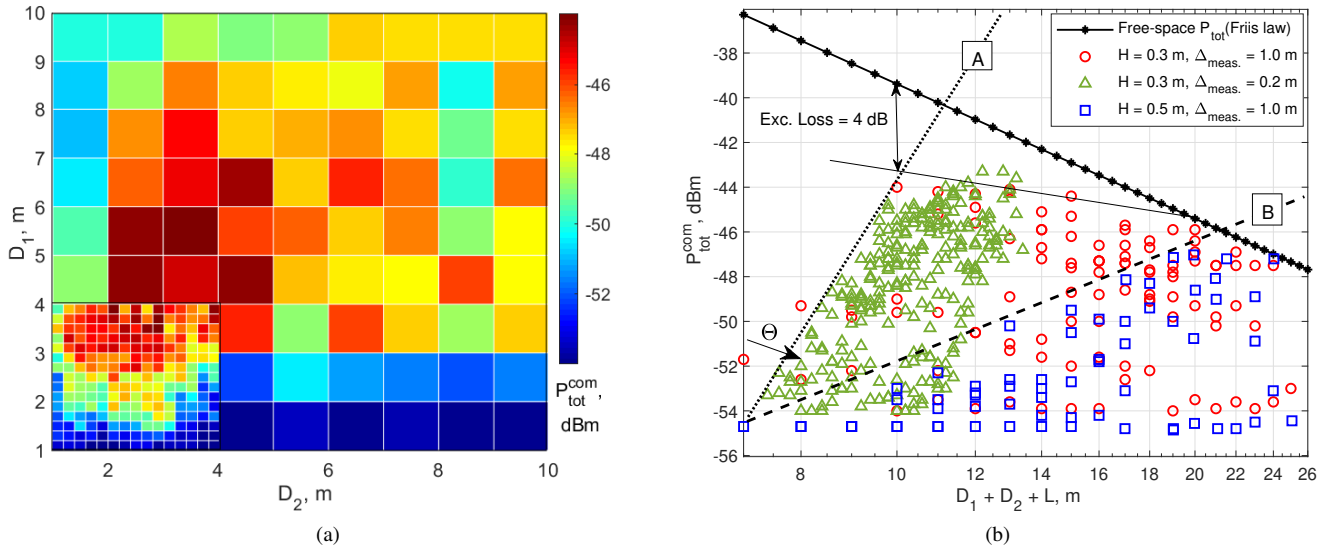 10
9
8
7
6
5
4
3
2
1
D1, m
2
4
6
8
10
D2, m
-46
-48
-50
-52
P^com_tot ,
dBm
(a)
-38
-40
-42
-44
-46
-48
-50
-52
-54
-56
P^com_tot, dBm
8
10
12
14
16
18
20
22
24
26
D1 + D2 + L, m
Free-space P_tot(Friis law)
H = 0.3 m, Δ_meas. = 1.0 m
H = 0.3 m, Δ_meas. = 0.2 m
H = 0.5 m, Δ_meas. = 1.0 m
A
Exc. Loss = 4 dB
B
Θ
(b)